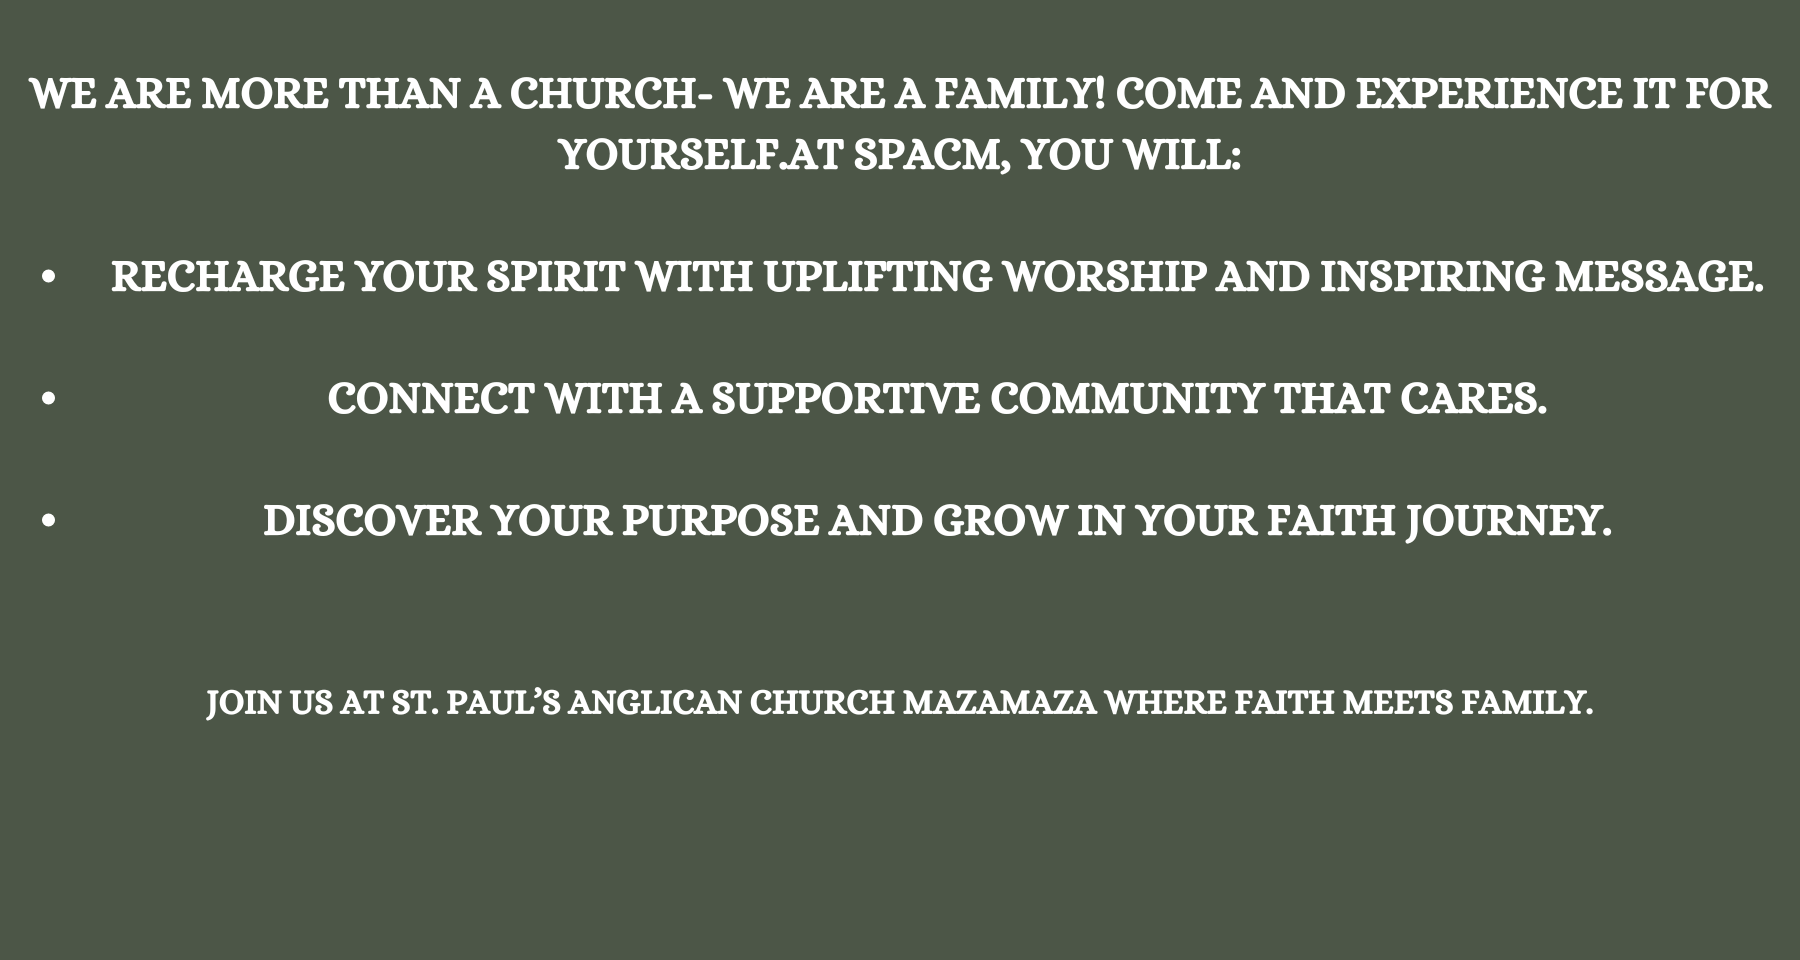 WE ARE MORE THAN A CHURCH- WE ARE A FAMILY! COME AND EXPERIENCE IT FOR
YOURSELF.AT SPACM, YOU WILL:
• RECHARGE YOUR SPIRIT WITH UPLIFTING WORSHIP AND INSPIRING MESSAGE.
• CONNECT WITH A SUPPORTIVE COMMUNITY THAT CARES.
• DISCOVER YOUR PURPOSE AND GROW IN YOUR FAITH JOURNEY.
JOIN US AT ST. PAUL’S ANGLICAN CHURCH MAZAMAZA WHERE FAITH MEETS FAMILY.